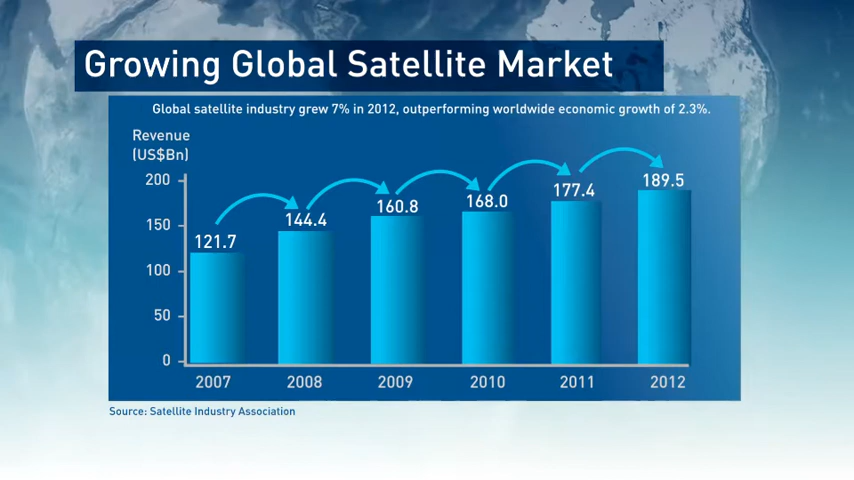 Growing Global Satellite Market
Global satellite industry grew 7% in 2012, outperforming worldwide economic growth of 2.3%.
Revenue
(US$Bn)
200
150
100
50
0
121.7
144.4
160.8
168.0
177.4
189.5
2007 2008 2009 2010 2011 2012
Source: Satellite Industry Association